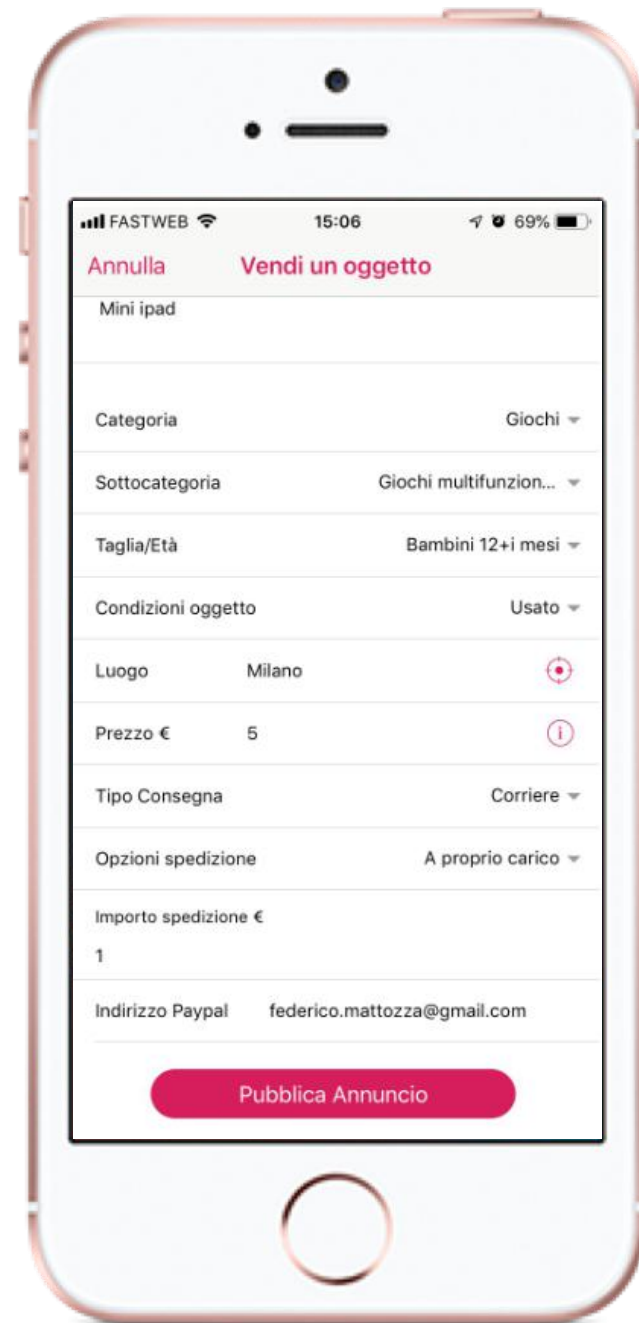 FASTWEB 15:06 69%
Annulla Vendi un oggetto
Mini ipad
Categoria Giochi
Sottocategoria Giochi multifunzion...
Taglia/Età Bambini 12+i mesi
Condizioni oggetto Usato
Luogo Milano
Prezzo € 5
Tipo Consegna Corriere
Opzioni spedizione A proprio carico
Importo spedizione €
1
Indirizzo Paypal federico.mattozza@gmail.com
Pubblica Annuncio